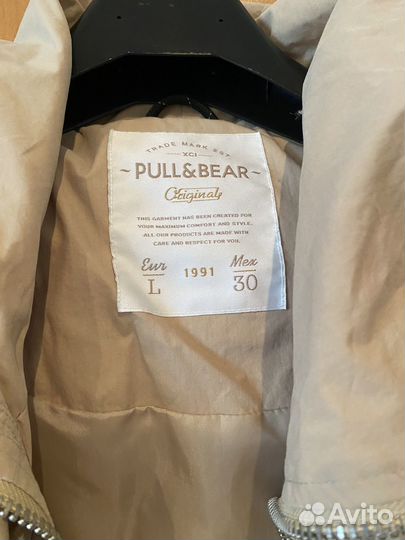 TRADE MARK EST
XCI
~PULL&BEAR~
Original
THIS GARMENT HAS BEEN CREATED FOR
YOUR MAXIMUM COMFORT AND STYLE.
ALL OUR PRODUCTS ARE MADE WITH
CARE AND RESPECT FOR YOU.
Eur 1991 Mex
L 30
Avito